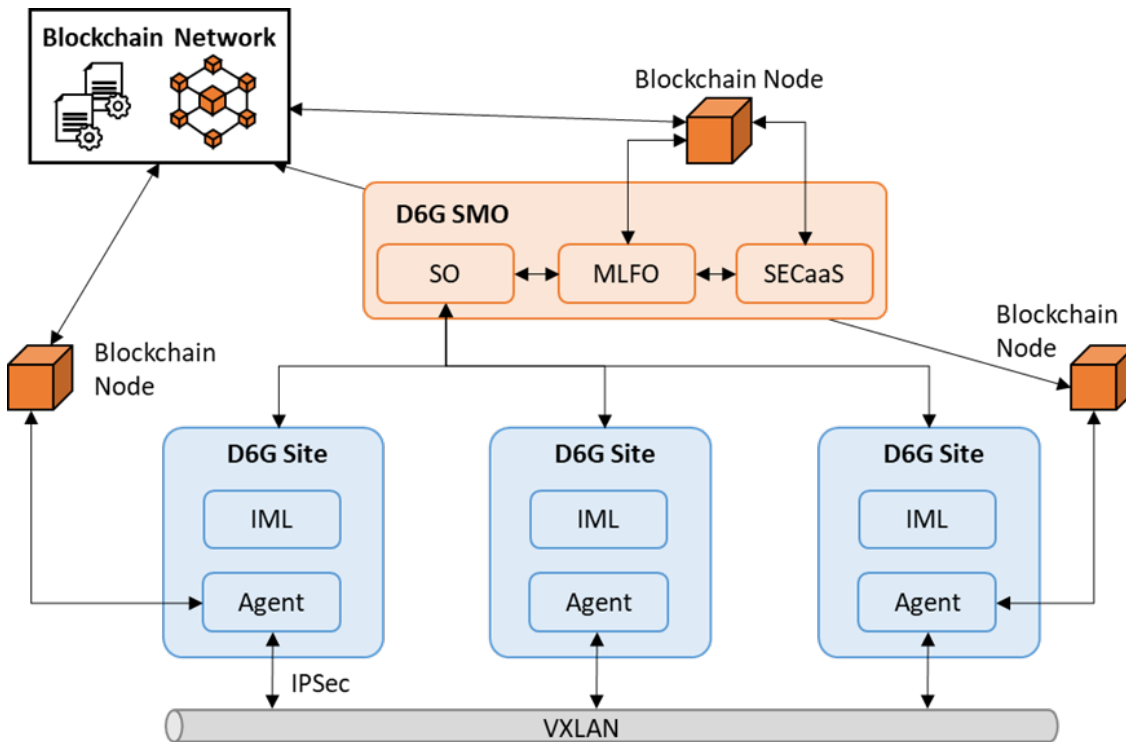 Blockchain Network
Blockchain Node
D6G SMO
SO
MLFO
SECaaS
Blockchain
Node
Blockchain
Node
D6G Site
D6G Site
D6G Site
IML
IML
IML
Agent
Agent
Agent
IPSec
VXLAN